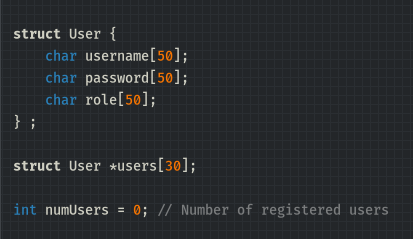 struct User {
    char username[50];
    char password[50];
    char role[50];
} ;
struct User *users[30];
int numUsers = 0; // Number of registered users